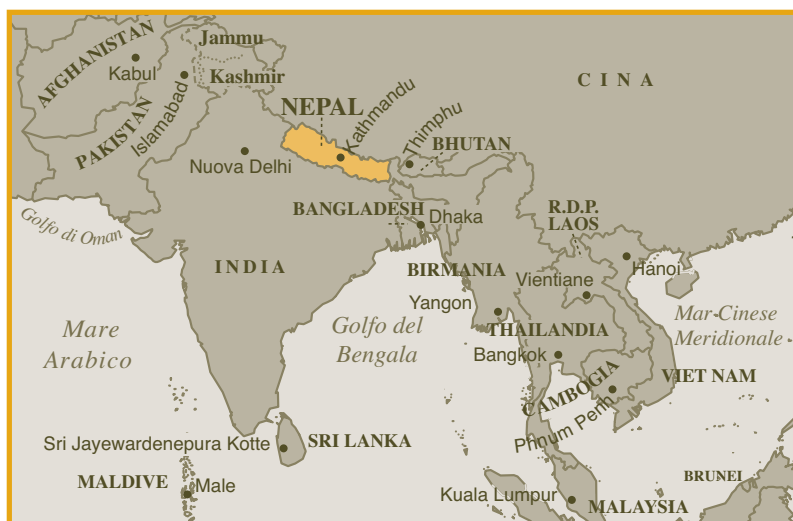 AFGHANISTAN
Kabul
Jammu
Kashmir
CINA
PAKISTAN
Islamabad
NEPAL
Kathmandu
Thimphu
BHUTAN
Nuova Delhi
BANGLADESH
Dhaka
Golfo di Oman
R.D.P.
LAOS
INDIA
BIRMANIA
Hanoi
Vientiane
Yangon
Mare
Arabico
Golfo del
Bengala
Mar Cinese
Meridionale
THAILANDIA
Bangkok
CAMBOGIA
VIET NAM
Phnum Penh
Sri Jayewardenepura Kotte
SRI LANKA
MALDIVE
Male
BRUNEI
Kuala Lumpur
MALAYSIA